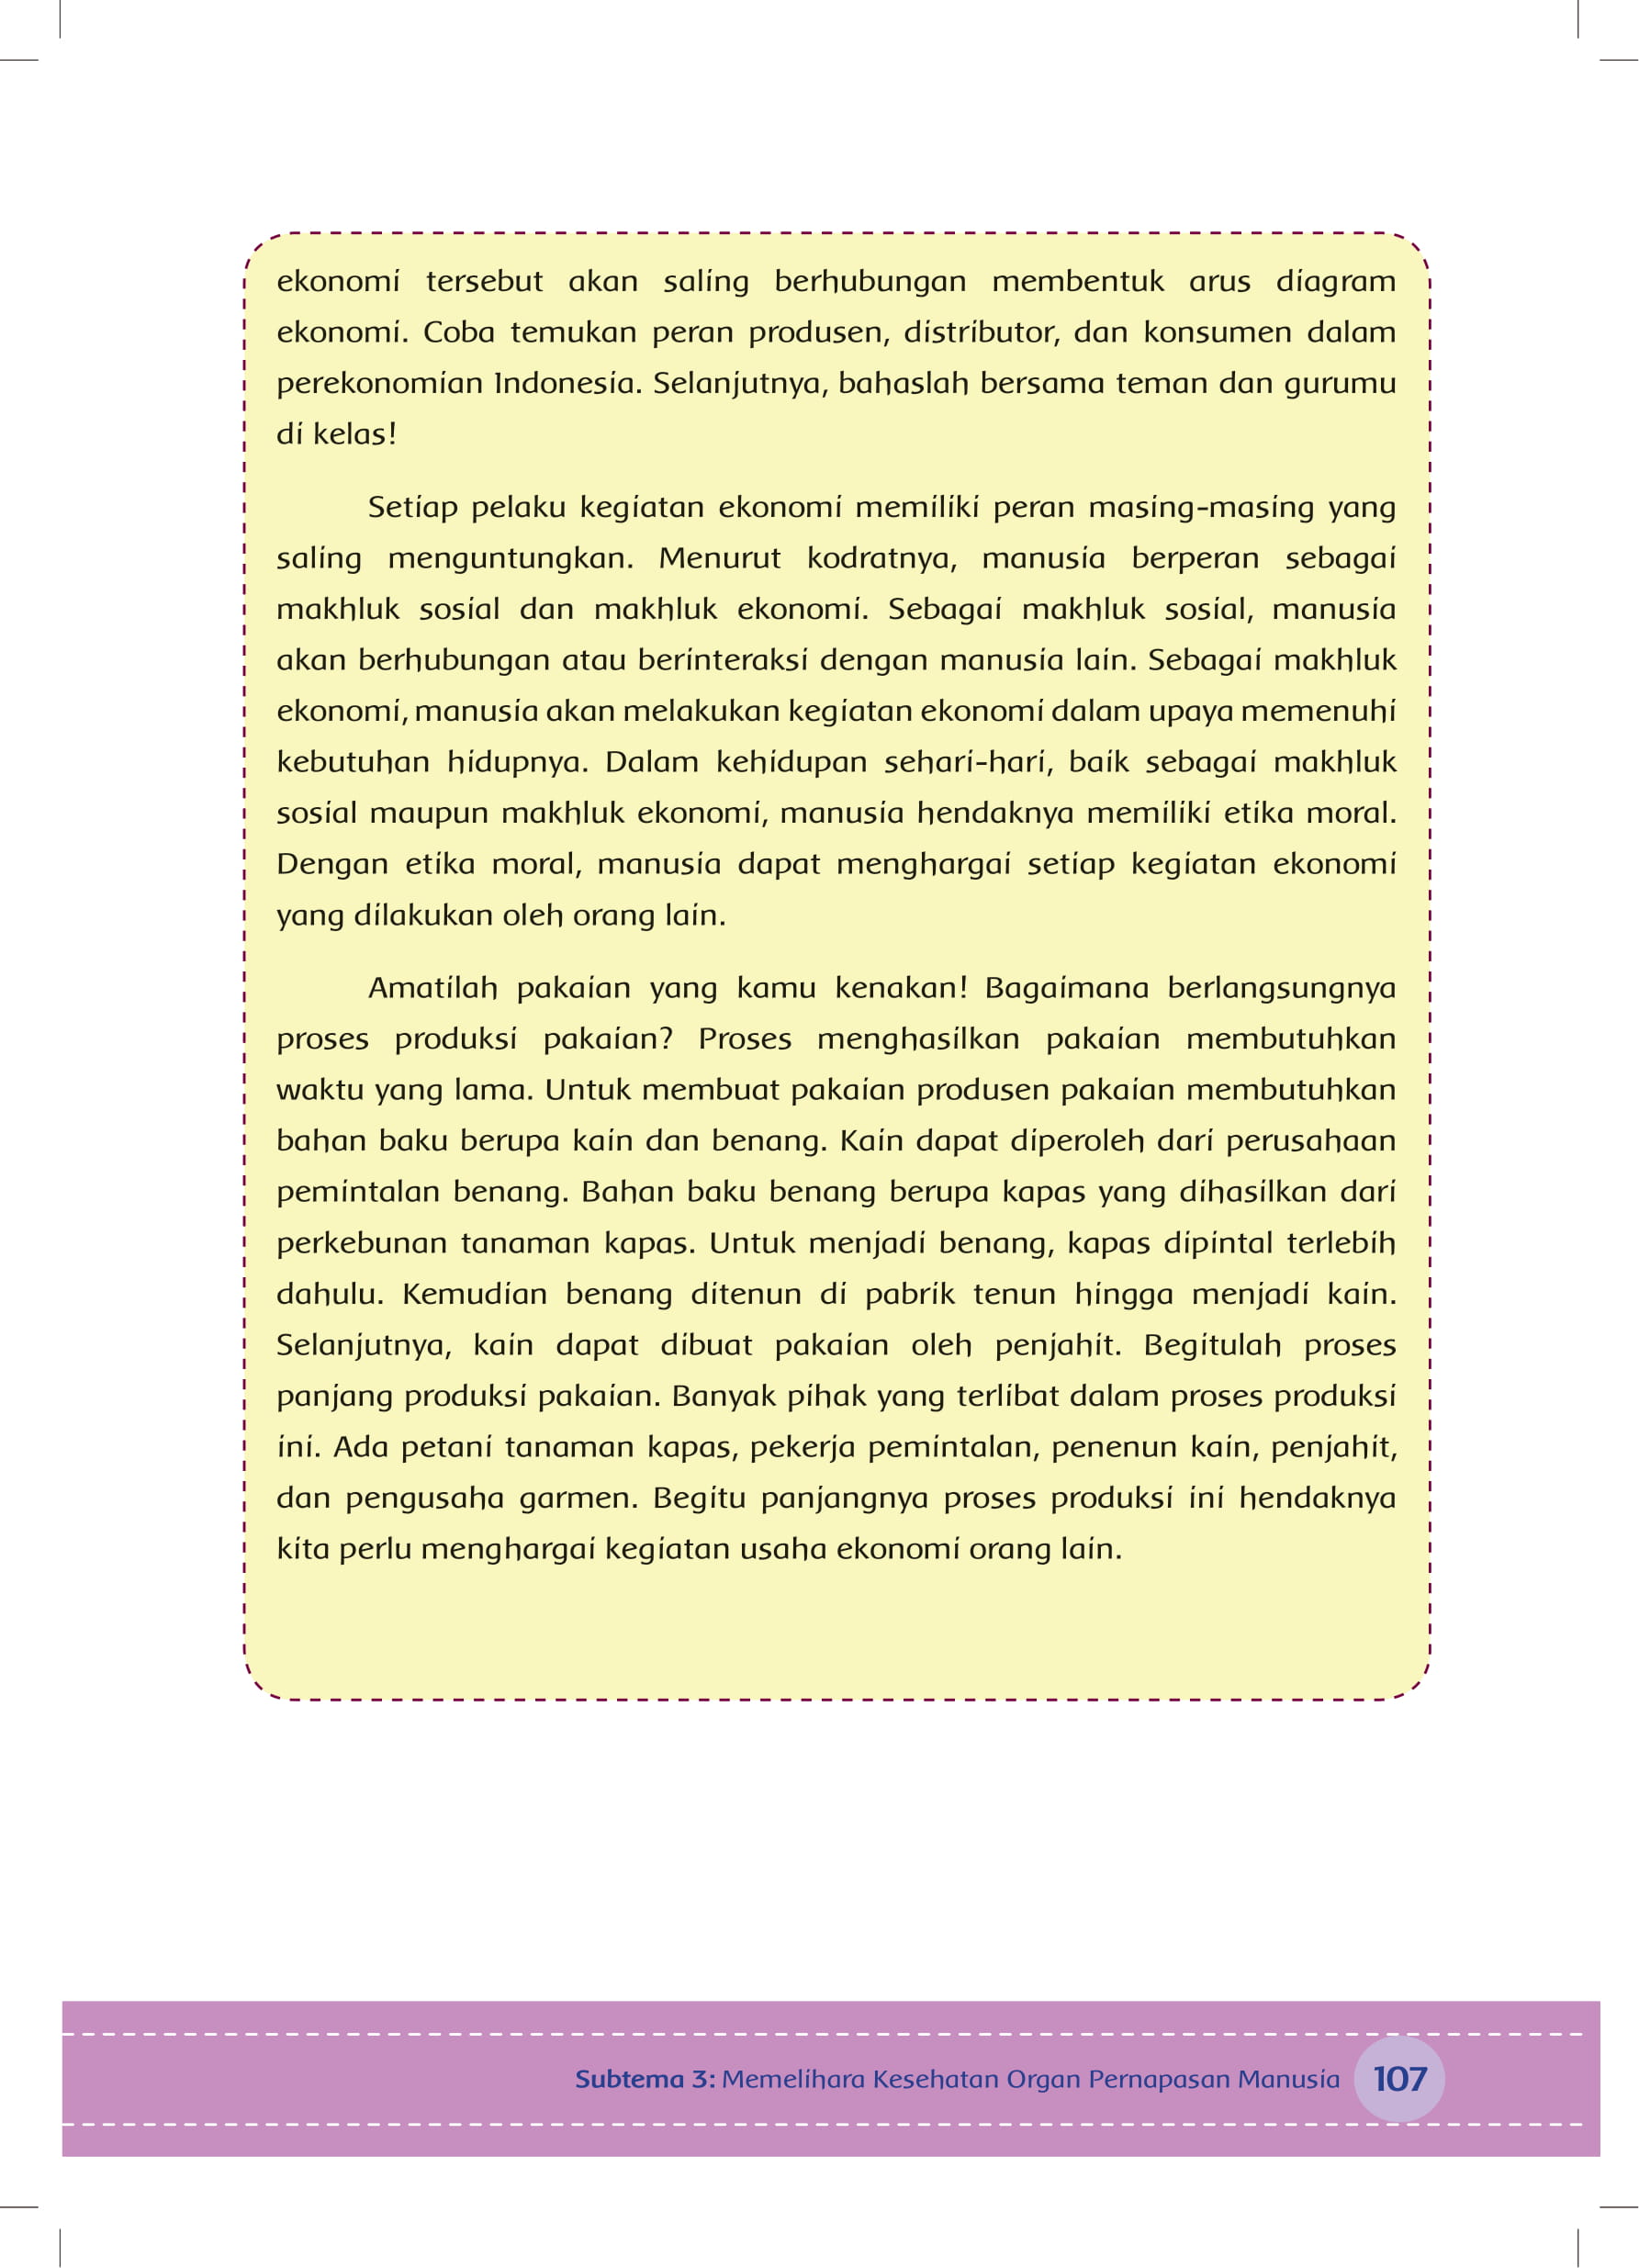 ekonomi tersebut akan saling berhubungan membentuk arus diagram
ekonomi. Coba temukan peran produsen, distributor, dan konsumen dalam
perekonomian Indonesia. Selanjutnya, bahaslah bersama teman dan gurumu
di kelas!
Setiap pelaku kegiatan ekonomi memiliki peran masing-masing yang
saling menguntungkan. Menurut kodratnya, manusia berperan sebagai
makhluk sosial dan makhluk ekonomi. Sebagai makhluk sosial, manusia
akan berhubungan atau berinteraksi dengan manusia lain. Sebagai makhluk
ekonomi, manusia akan melakukan kegiatan ekonomi dalam upaya memenuhi
kebutuhan hidupnya. Dalam kehidupan sehari-hari, baik sebagai makhluk
sosial maupun makhluk ekonomi, manusia hendaknya memiliki etika moral.
Dengan etika moral, manusia dapat menghargai setiap kegiatan ekonomi
yang dilakukan oleh orang lain.
Amatilah pakaian yang kamu kenakan! Bagaimana berlangsungnya
proses produksi pakaian? Proses menghasilkan pakaian membutuhkan
waktu yang lama. Untuk membuat pakaian produsen pakaian membutuhkan
bahan baku berupa kain dan benang. Kain dapat diperoleh dari perusahaan
pemintalan benang. Bahan baku benang berupa kapas yang dihasilkan dari
perkebunan tanaman kapas. Untuk menjadi benang, kapas dipintal terlebih
dahulu. Kemudian benang ditenun di pabrik tenun hingga menjadi kain.
Selanjutnya, kain dapat dibuat pakaian oleh penjahit. Begitulah proses
panjang produksi pakaian. Banyak pihak yang terlibat dalam proses produksi
ini. Ada petani tanaman kapas, pekerja pemintalan, penenun kain, penjahit,
dan pengusaha garmen. Begitu panjangnya proses produksi ini hendaknya
kita perlu menghargai kegiatan usaha ekonomi orang lain.
Subtema 3: Memelihara Kesehatan Organ Pernapasan Manusia 107